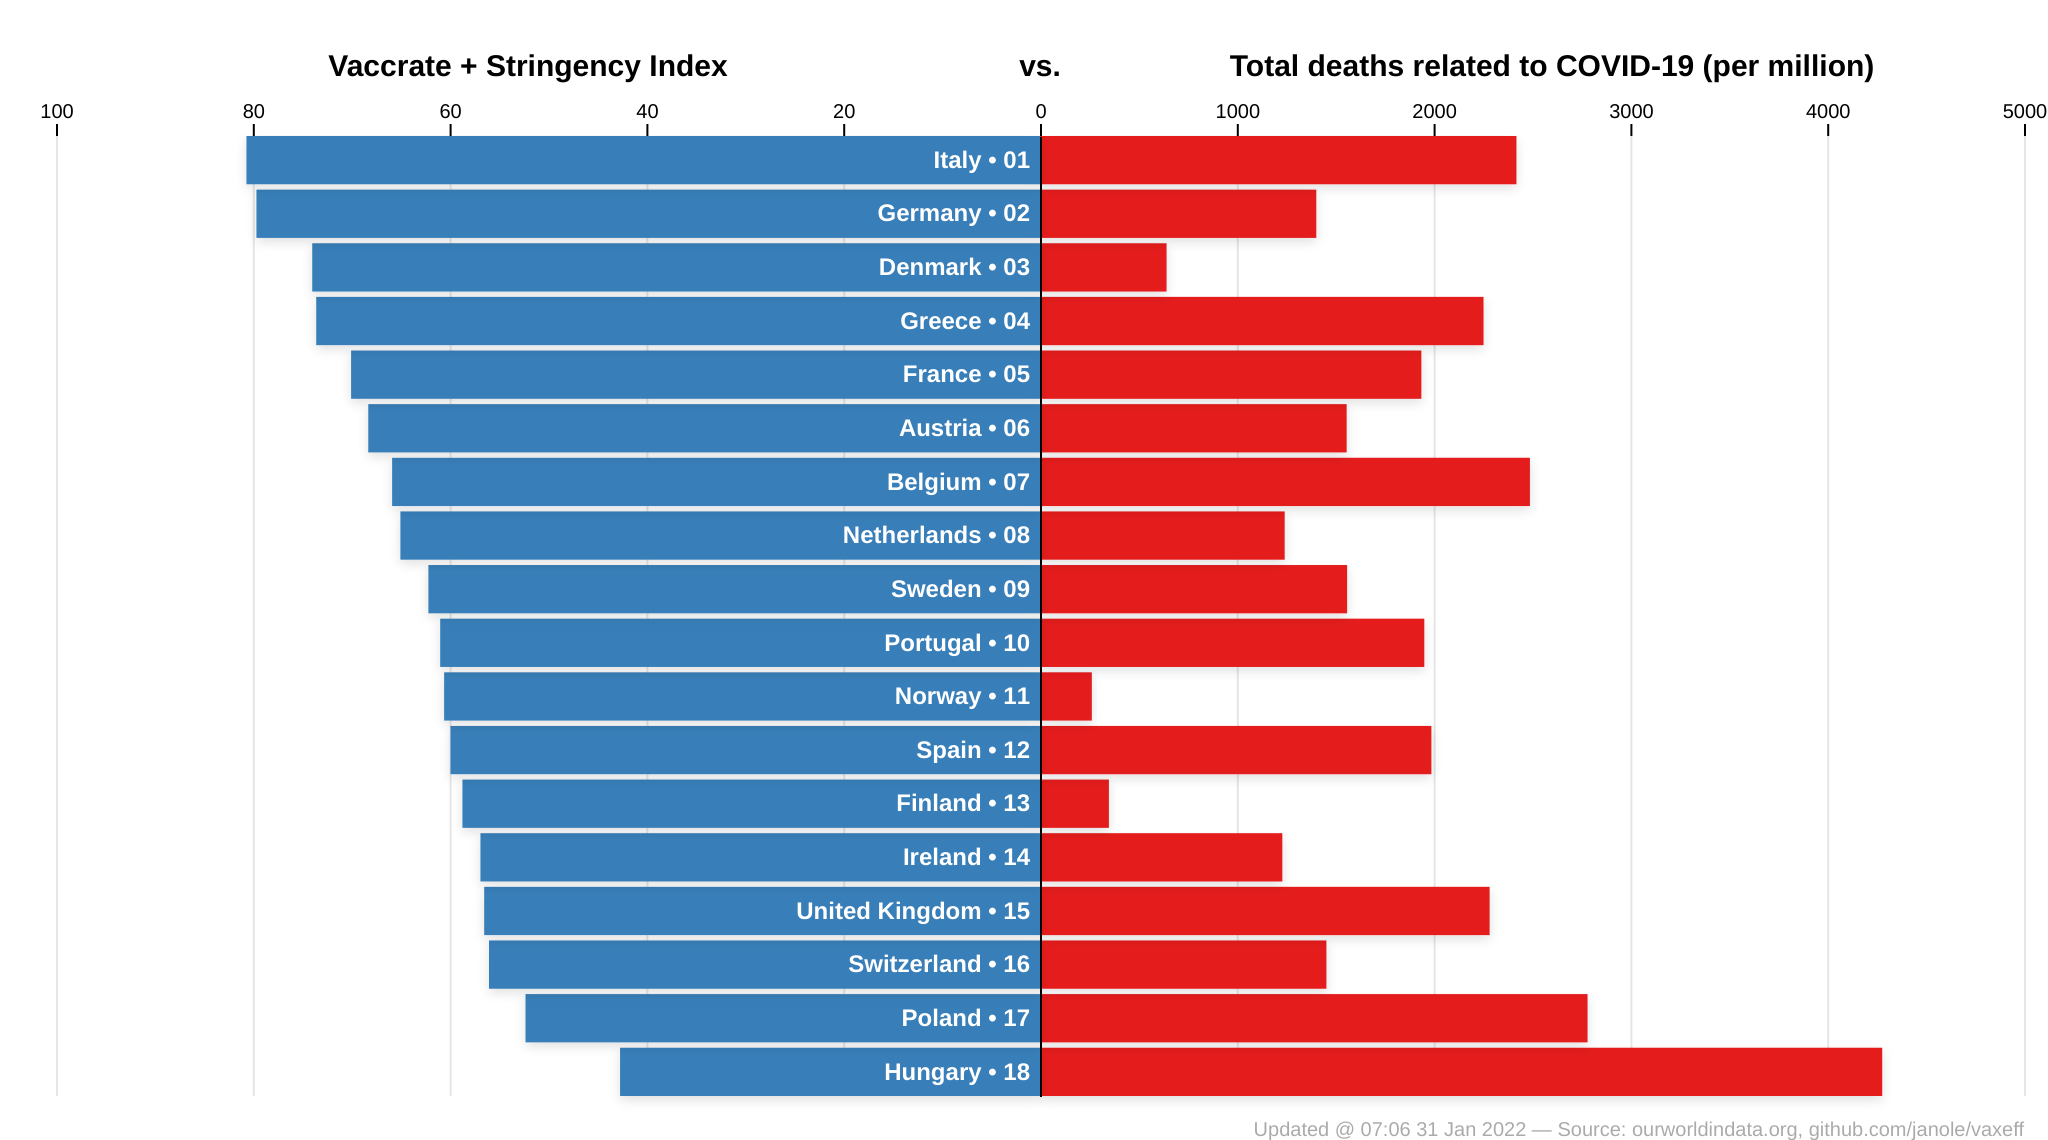 Vaccrate + Stringency Index vs. Total deaths related to COVID-19 (per million)
100 80 60 40 20 0 1000 2000 3000 4000 5000
Italy • 01
Germany • 02
Denmark • 03
Greece • 04
France • 05
Austria • 06
Belgium • 07
Netherlands • 08
Sweden • 09
Portugal • 10
Norway • 11
Spain • 12
Finland • 13
Ireland • 14
United Kingdom • 15
Switzerland • 16
Poland • 17
Hungary • 18
Updated @ 07:06 31 Jan 2022 — Source: ourworldindata.org, github.com/janole/vaxeff